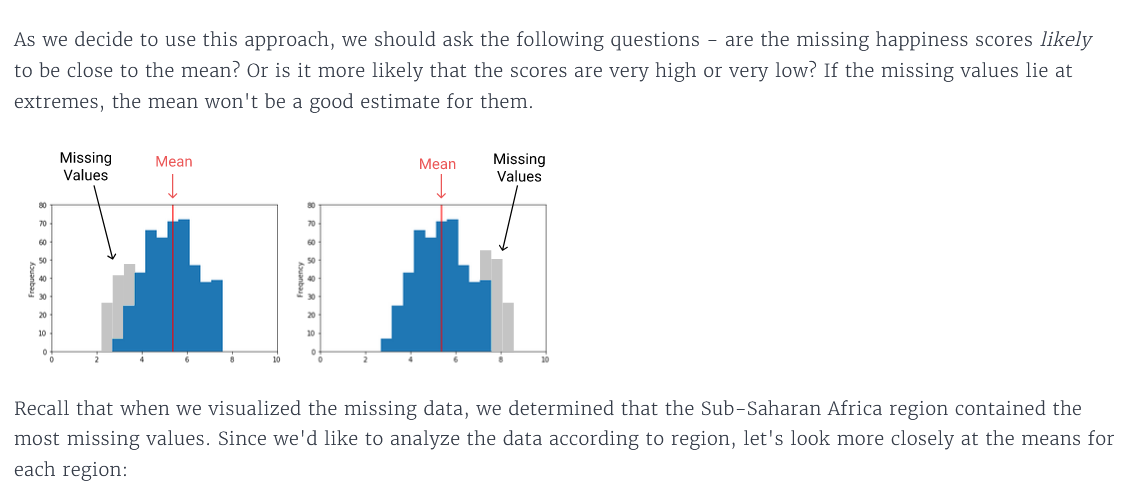 As we decide to use this approach, we should ask the following questions – are the missing happiness scores likely
to be close to the mean? Or is it more likely that the scores are very high or very low? If the missing values lie at
extremes, the mean won't be a good estimate for them.
Missing
Values
Mean
80
70
60
50
40
30
20
10
0
Frequency
0 2 4 6 8 10
Mean
Missing
Values
80
70
60
50
40
30
20
10
0
Frequency
0 2 4 6 8 10
Recall that when we visualized the missing data, we determined that the Sub-Saharan Africa region contained the
most missing values. Since we'd like to analyze the data according to region, let's look more closely at the means for
each region: